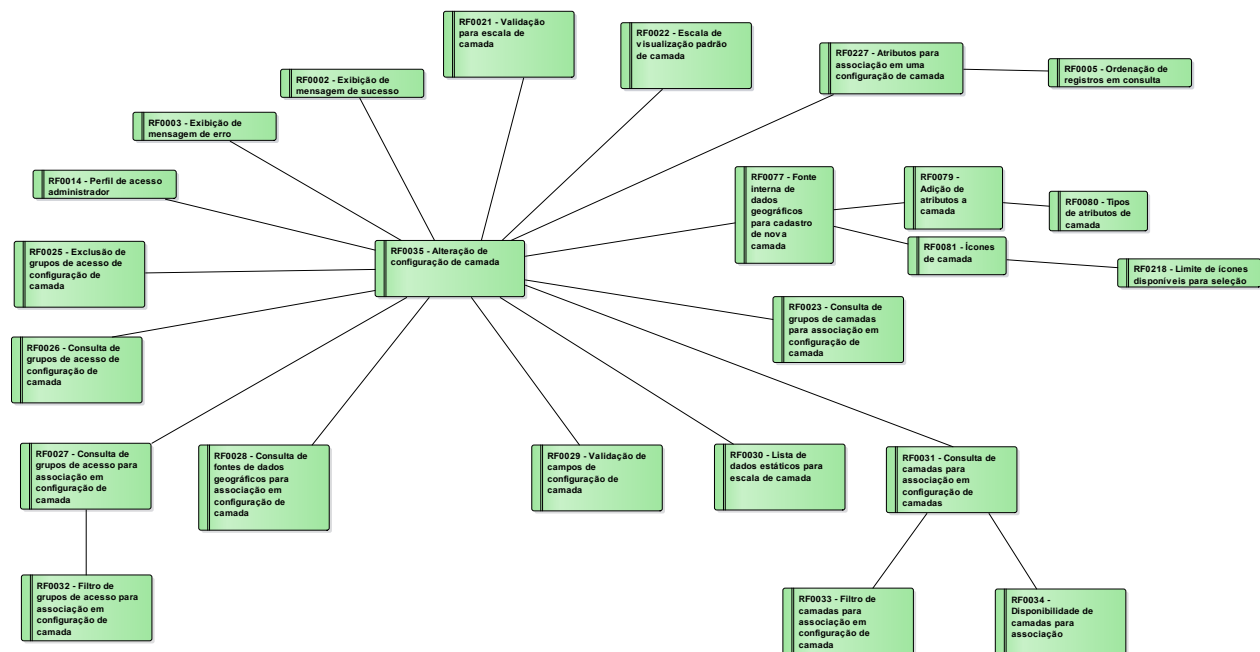 RF0021 - Validação
para escala de
camada
RF0022 - Escala de
visualização padrão
de camada
RF0227 - Atributos para
associação em uma
configuração de camada
RF0005 - Ordenação de
registros em consulta
RF0002 - Exibição de
mensagem de sucesso
RF0003 - Exibição de
mensagem de erro
RF0014 - Perfil de acesso
administrador
RF0077 - Fonte
interna de
dados
geográficos
para cadastro
de nova
camada
RF0079 -
Adição de
atributos a
camada
RF0080 - Tipos
de atributos de
camada
RF0081 - Ícones
de camada
RF0218 - Limite de ícones
disponíveis para seleção
RF0035 - Alteração de
configuração de camada
RF0025 - Exclusão de
grupos de acesso de
configuração de
camada
RF0023 - Consulta de
grupos de camadas
para associação em
configuração de
camada
RF0026 - Consulta de
grupos de acesso de
configuração de
camada
RF0027 - Consulta de
grupos de acesso para
associação em
configuração de
camada
RF0028 - Consulta de
fontes de dados
geográficos para
associação em
configuração de
camada
RF0029 - Validação de
campos de
configuração de
camada
RF0030 - Lista de
dados estáticos para
escala de camada
RF0031 - Consulta de
camadas para
associação em
configuração de
camadas
RF0032 - Filtro de
grupos de acesso para
associação em
configuração de
camada
RF0033 - Filtro de
camadas para
associação em
configuração de
camada
RF0034 -
Disponibilidade de
camadas para
associação